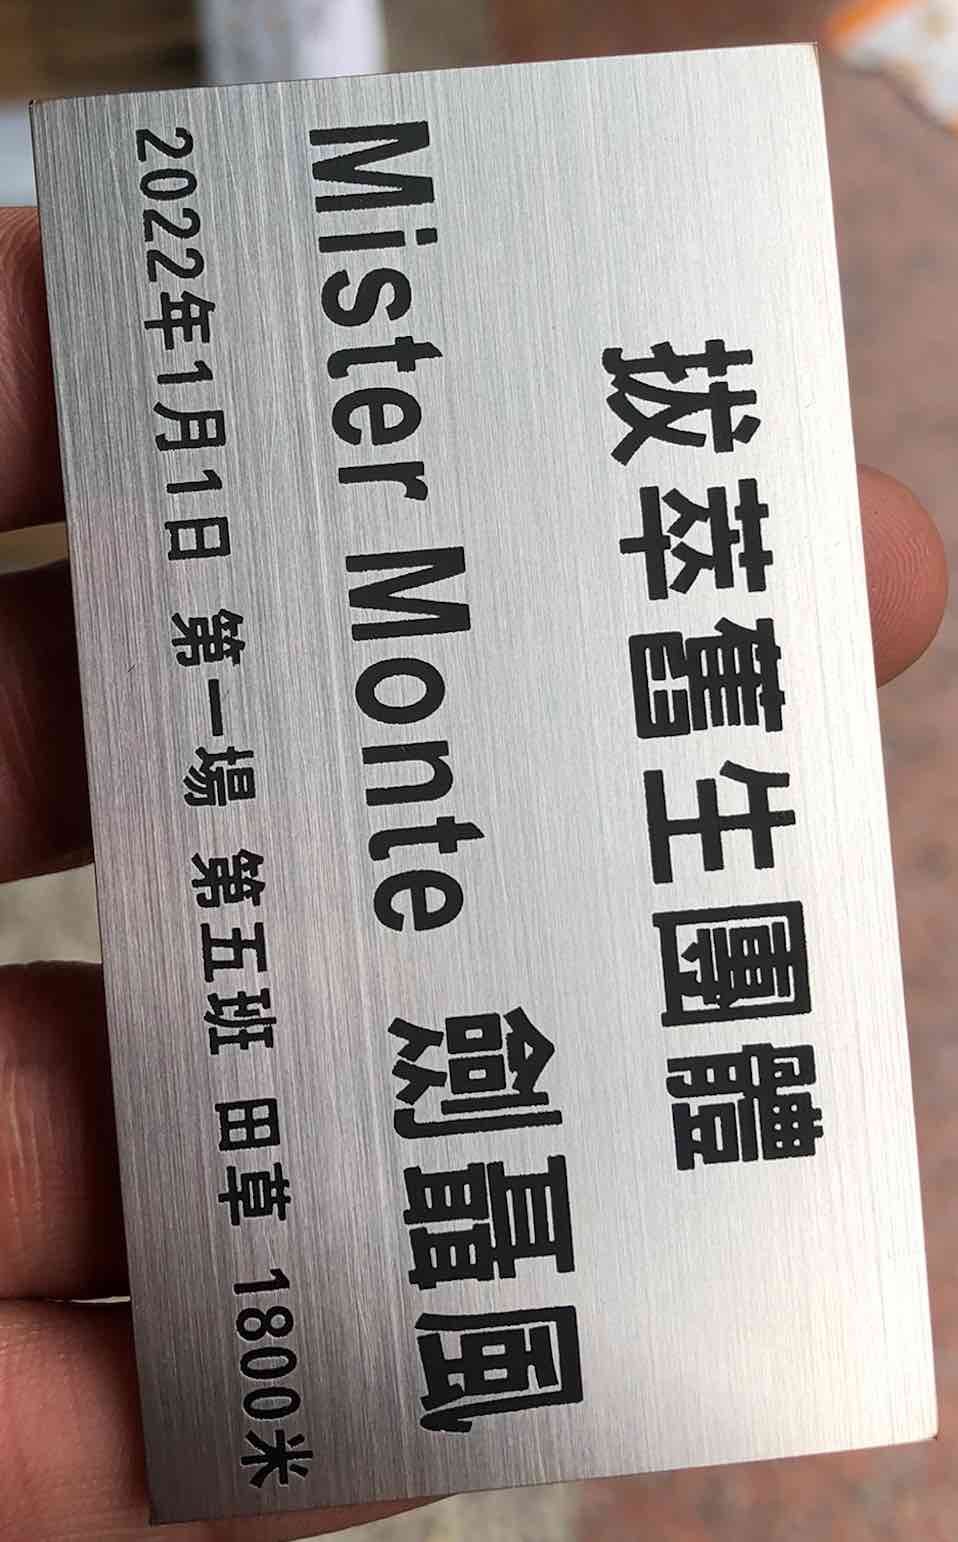 拔萃舊生團體
Mister Monte 劍聶風
2022年1月1日 第一場 第五班 田草 1800米